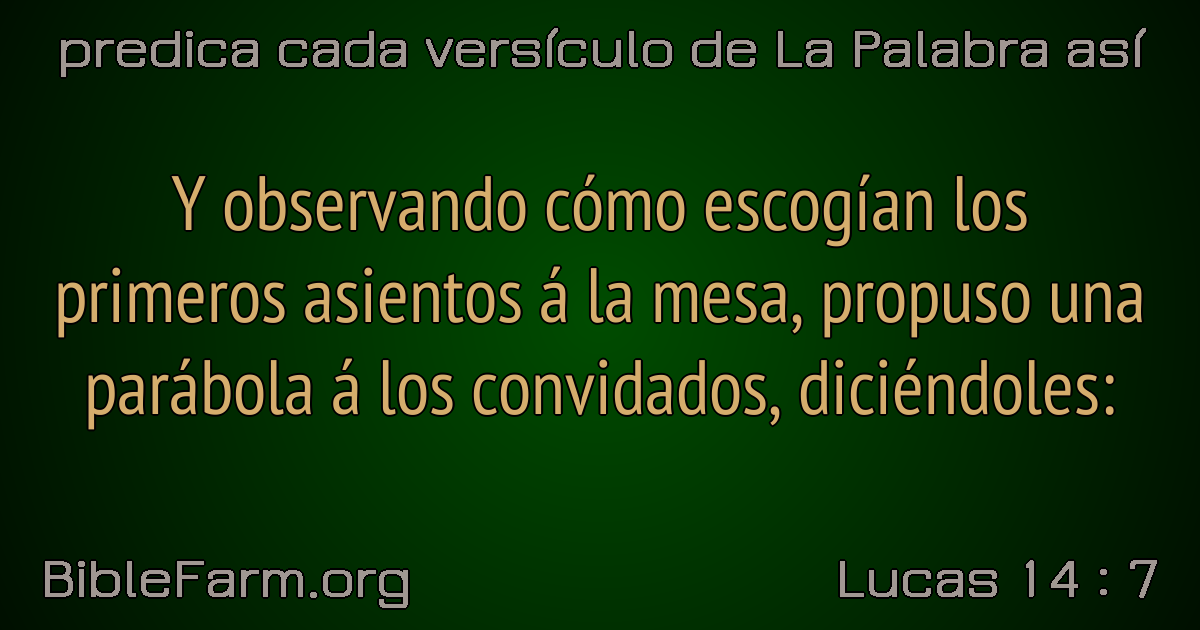 predica cada versículo de La Palabra así
Y observando cómo escogían los
primeros asientos á la mesa, propuso una
parábola á los convidados, diciéndoles:
BibleFarm.org
Lucas 14 : 7